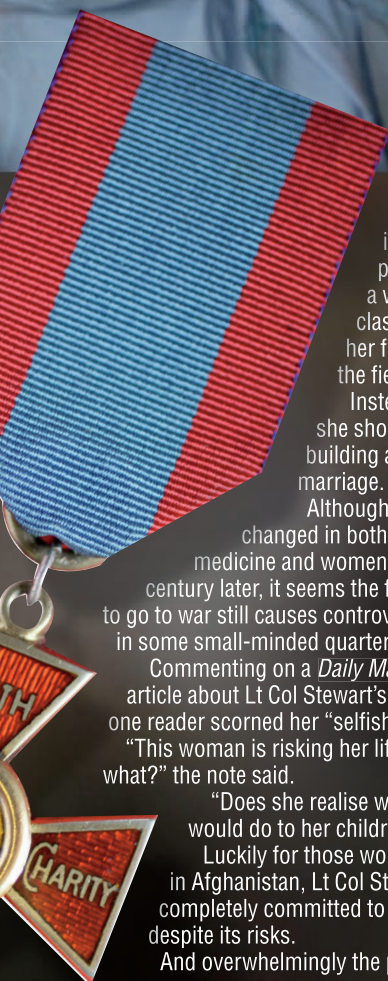 i
p
a v
clas
her f
the fie
Inste
she sho
building a
marriage.
Although
changed in both
medicine and women
century later, it seems the f
to go to war still causes controv
in some small-minded quarter
Commenting on a Daily Ma
article about Lt Col Stewart’s
one reader scorned her “selfish
“This woman is risking her lif
what?” the note said.
“Does she realise w
would do to her childr
Luckily for those wo
in Afghanistan, Lt Col St
completely committed to
despite its risks.
And overwhelmingly the p
TH
CHARITY